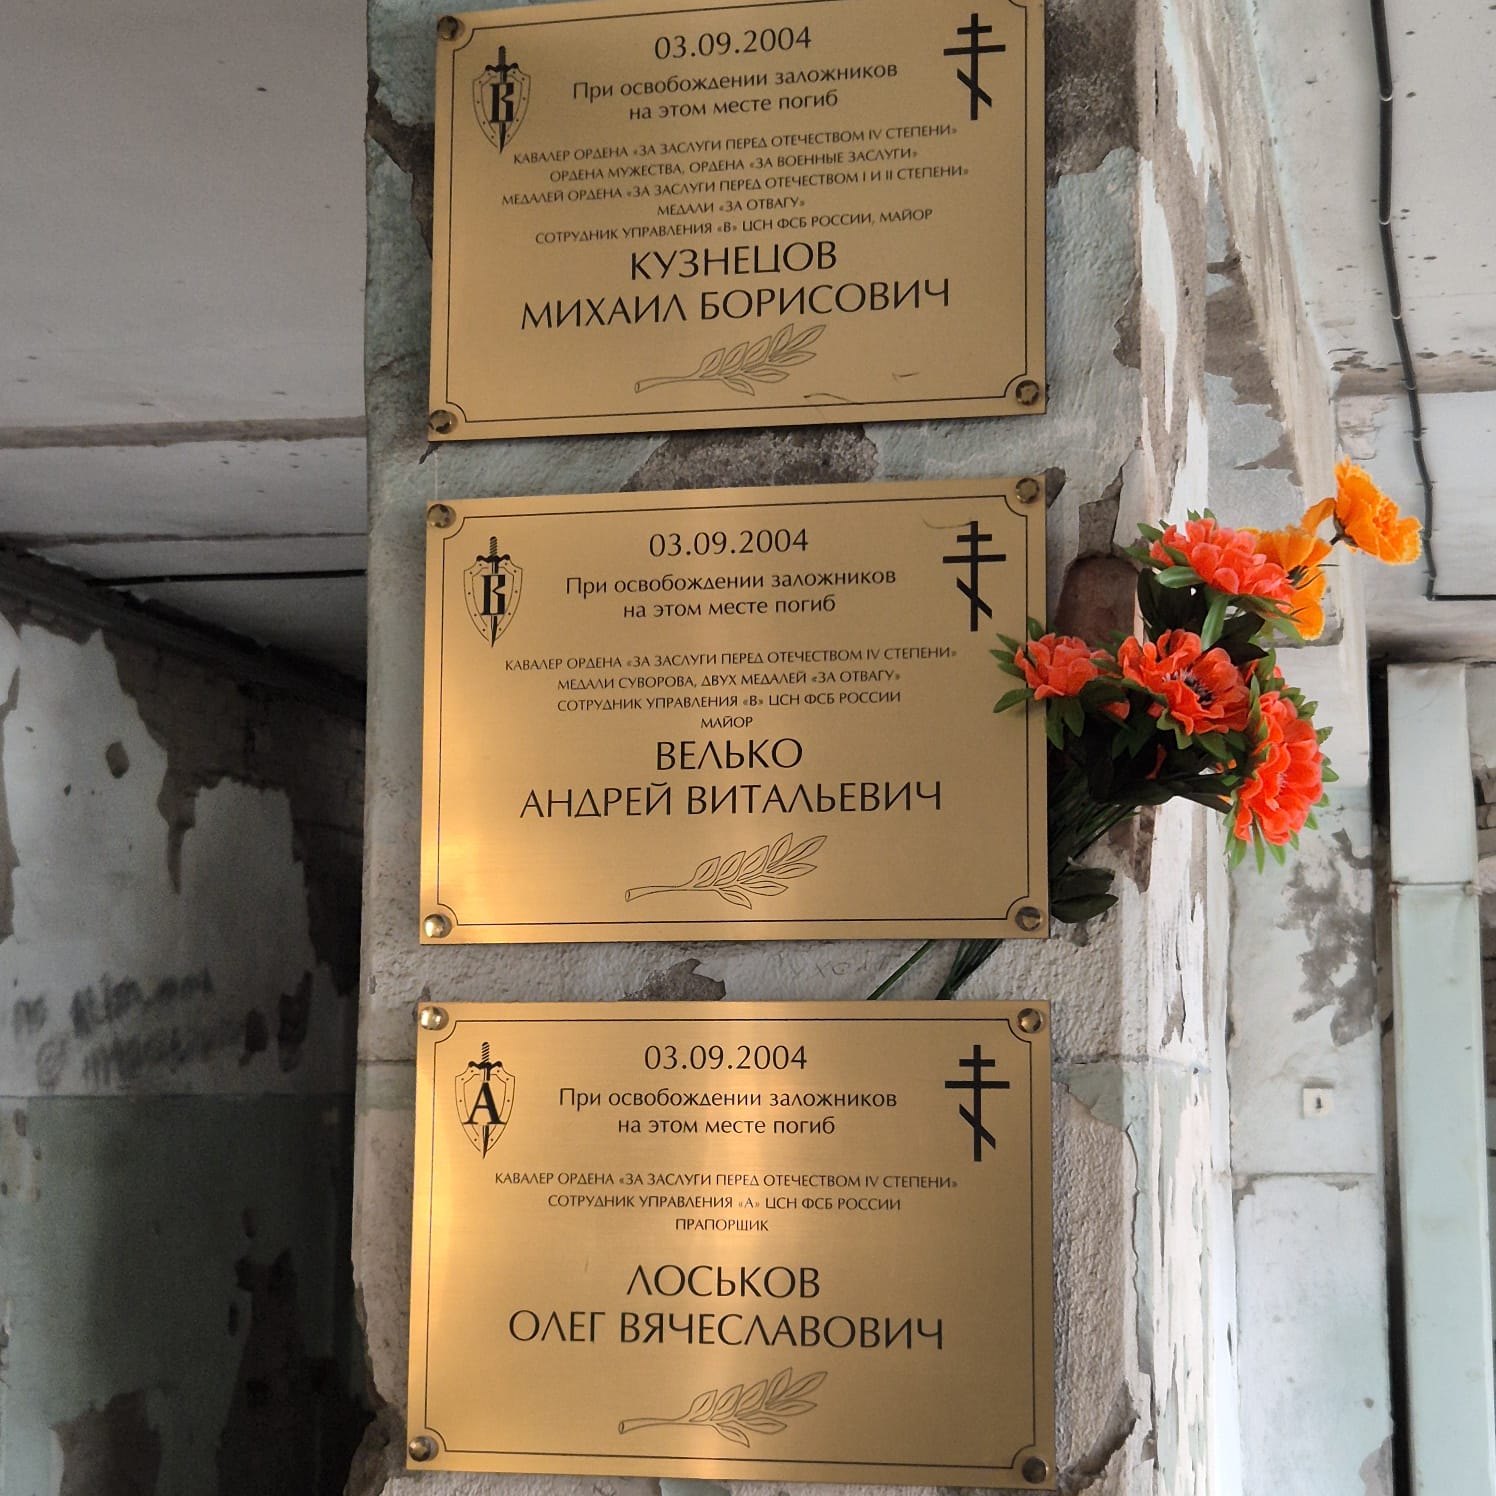 03.09.2004
При освобождении заложников
на этом месте погиб
В
КАВАЛЕР ОРДЕНА «ЗА ЗАСЛУГИ ПЕРЕД ОТЕЧЕСТВОМ IV СТЕПЕНИ»
ОРДЕНА МУЖЕСТВА, ОРДЕНА «ЗА ВОЕННЫЕ ЗАСЛУГИ»
МЕДАЛЕЙ ОРДЕНА «ЗА ЗАСЛУГИ ПЕРЕД ОТЕЧЕСТВОМ I И II СТЕПЕНИ»
МЕДАЛИ «ЗА ОТВАГУ»
СОТРУДНИК УПРАВЛЕНИЯ «В» ЦСН ФСБ РОССИИ, МАЙОР
КУЗНЕЦОВ
МИХАИЛ БОРИСОВИЧ
03.09.2004
При освобождении заложников
на этом месте погиб
В
КАВАЛЕР ОРДЕНА «ЗА ЗАСЛУГИ ПЕРЕД ОТЕЧЕСТВОМ IV СТЕПЕНИ»
МЕДАЛИ СУВОРОВА, ДВУХ МЕДАЛЕЙ «ЗА ОТВАГУ»
СОТРУДНИК УПРАВЛЕНИЯ «В» ЦСН ФСБ РОССИИ
МАЙОР
ВЕЛЬКО
АНДРЕЙ ВИТАЛЬЕВИЧ
03.09.2004
При освобождении заложников
на этом месте погиб
А
КАВАЛЕР ОРДЕНА «ЗА ЗАСЛУГИ ПЕРЕД ОТЕЧЕСТВОМ IV СТЕПЕНИ»
СОТРУДНИК УПРАВЛЕНИЯ «А» ЦСН ФСБ РОССИИ
ПРАПОРЩИК
ЛОСЬКОВ
ОЛЕГ ВЯЧЕСЛАВОВИЧ